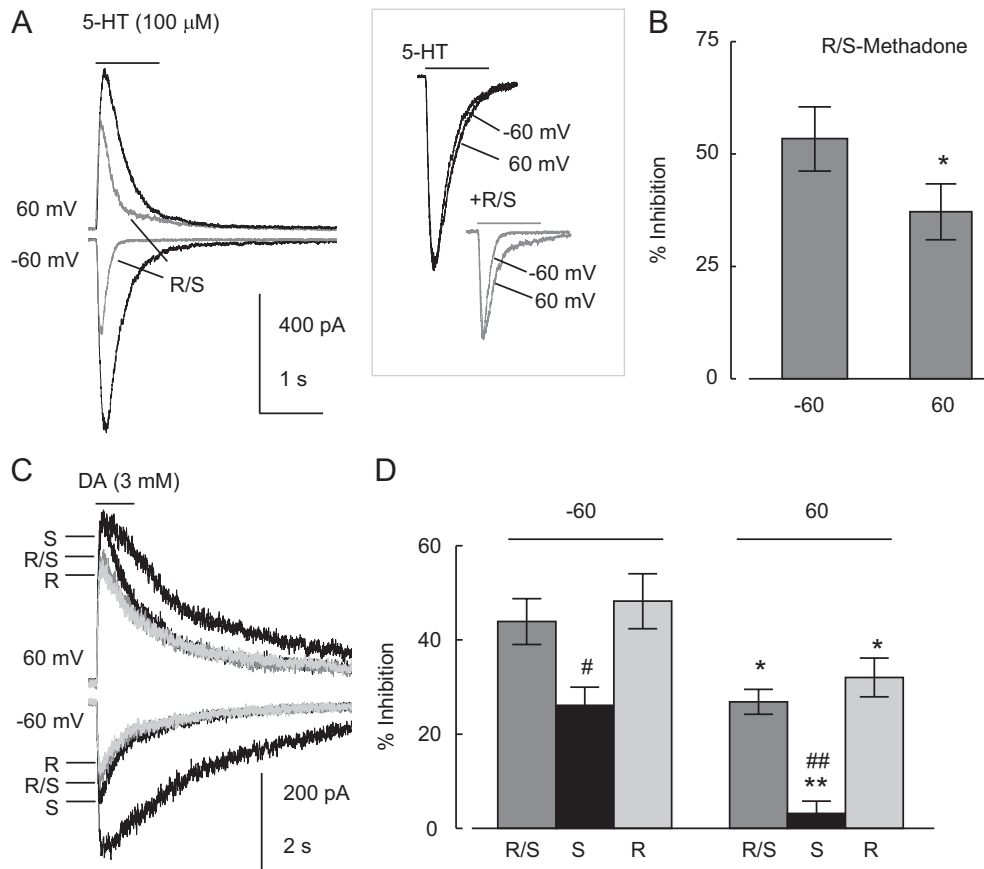 A
5-HT (100 μM)
60 mV
-60 mV
R/S
400 pA
1 s
5-HT
-60 mV
60 mV
+R/S
-60 mV
60 mV
B
R/S-Methadone
% Inhibition
75
50
25
0
*
-60
60
C
DA (3 mM)
S
R/S
R
60 mV
-60 mV
R
R/S
S
200 pA
2 s
D
-60
60
% Inhibition
60
40
20
0
#
*
##
**
*
R/S
S
R
R/S
S
R